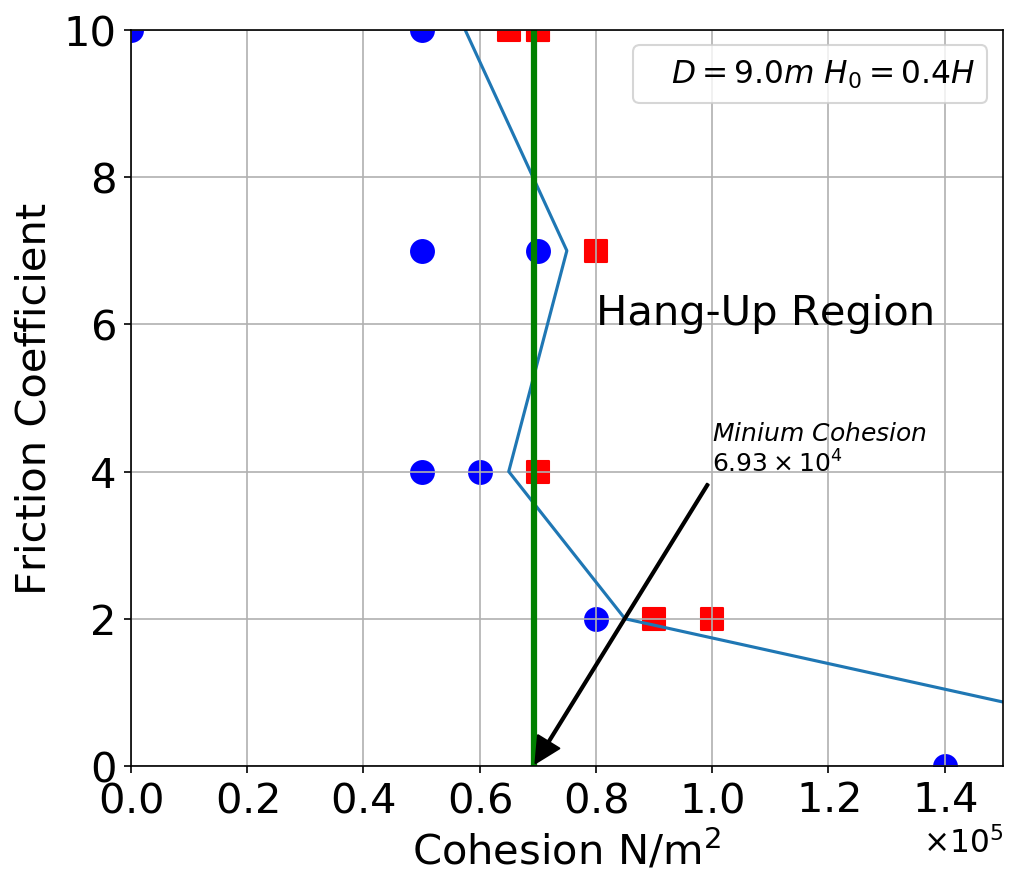 10
8
6
4
2
0
Friction Coefficient
D = 9.0m H₀ = 0.4H
Hang-Up Region
Minium Cohesion
6.93 × 10⁴
0.0 0.2 0.4 0.6 0.8 1.0 1.2 1.4
×10⁵
Cohesion N/m²